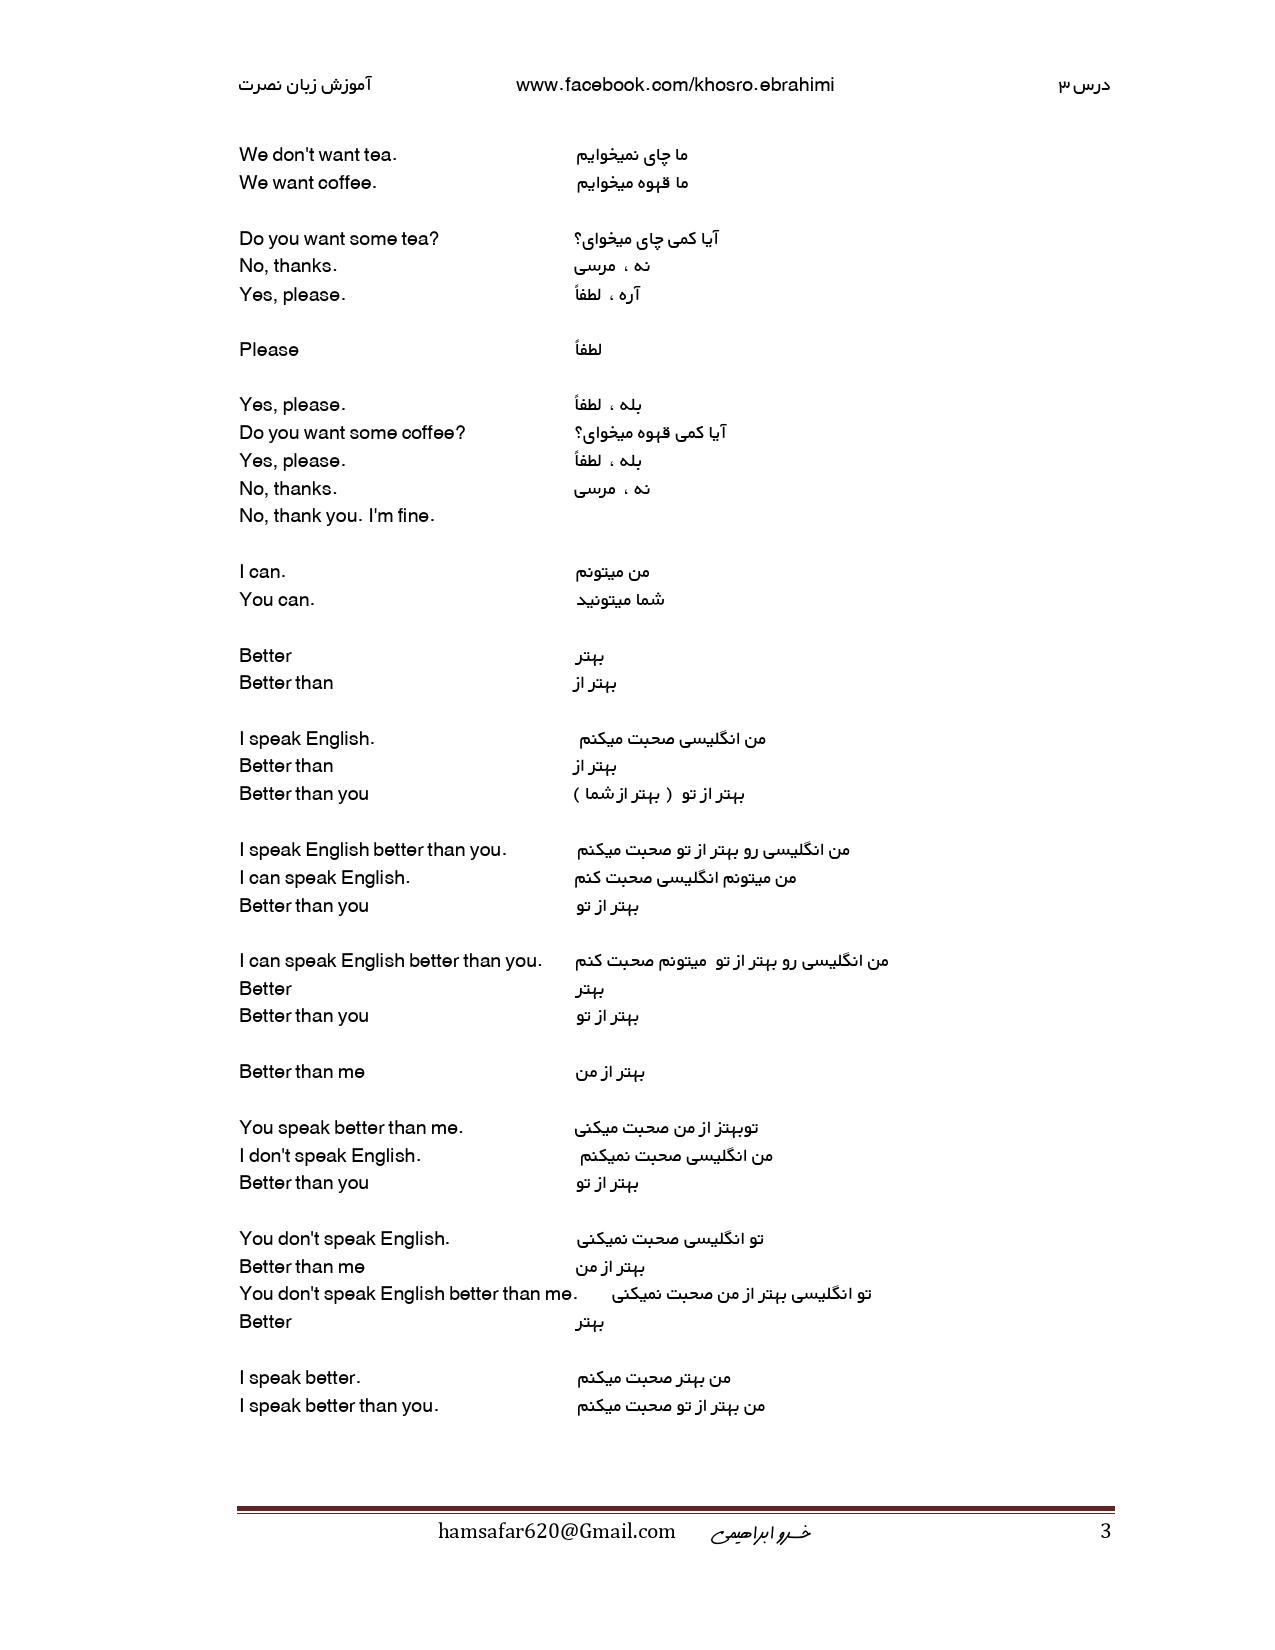 آموزش زبان نصرت www.facebook.com/khosro.ebrahimi درس ۳
We don't want tea. ما چای نمیخوایم
We want coffee. ما قهوه میخوایم
Do you want some tea? آیا کمی چای میخوای؟
No, thanks. نه ، مرسی
Yes, please. آره ، لطفاً
Please لطفاً
Yes, please. بله ، لطفاً
Do you want some coffee? آیا کمی قهوه میخوای؟
Yes, please. بله ، لطفاً
No, thanks. نه ، مرسی
No, thank you. I'm fine.
I can. من میتونم
You can. شما میتونید
Better بهتر
Better than بهتر از
I speak English. من انگلیسی صحبت میکنم
Better than بهتر از
Better than you بهتر از تو ( بهتر از شما )
I speak English better than you. من انگلیسی رو بهتر از تو صحبت میکنم
I can speak English. من میتونم انگلیسی صحبت کنم
Better than you بهتر از تو
I can speak English better than you. من انگلیسی رو بهتر از تو میتونم صحبت کنم
Better بهتر
Better than you بهتر از تو
Better than me بهتر از من
You speak better than me. توبهتز از من صحبت میکنی
I don't speak English. من انگلیسی صحبت نمیکنم
Better than you بهتر از تو
You don't speak English. تو انگلیسی صحبت نمیکنی
Better than me بهتر از من
You don't speak English better than me. تو انگلیسی بهتر از من صحبت نمیکنی
Better بهتر
I speak better. من بهتر صحبت میکنم
I speak better than you. من بهتر از تو صحبت میکنم
hamsafar620@Gmail.com خسرو ابراهیمی 3